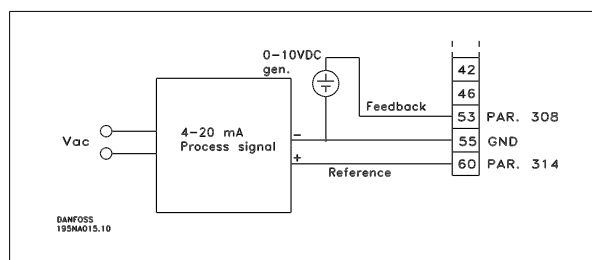 0-10VDC
gen.
42
46
Feedback
53 PAR. 308
4-20 mA
Process signal
Vac
-
55 GND
+
60 PAR. 314
Reference
DANFOSS
195NA015.10